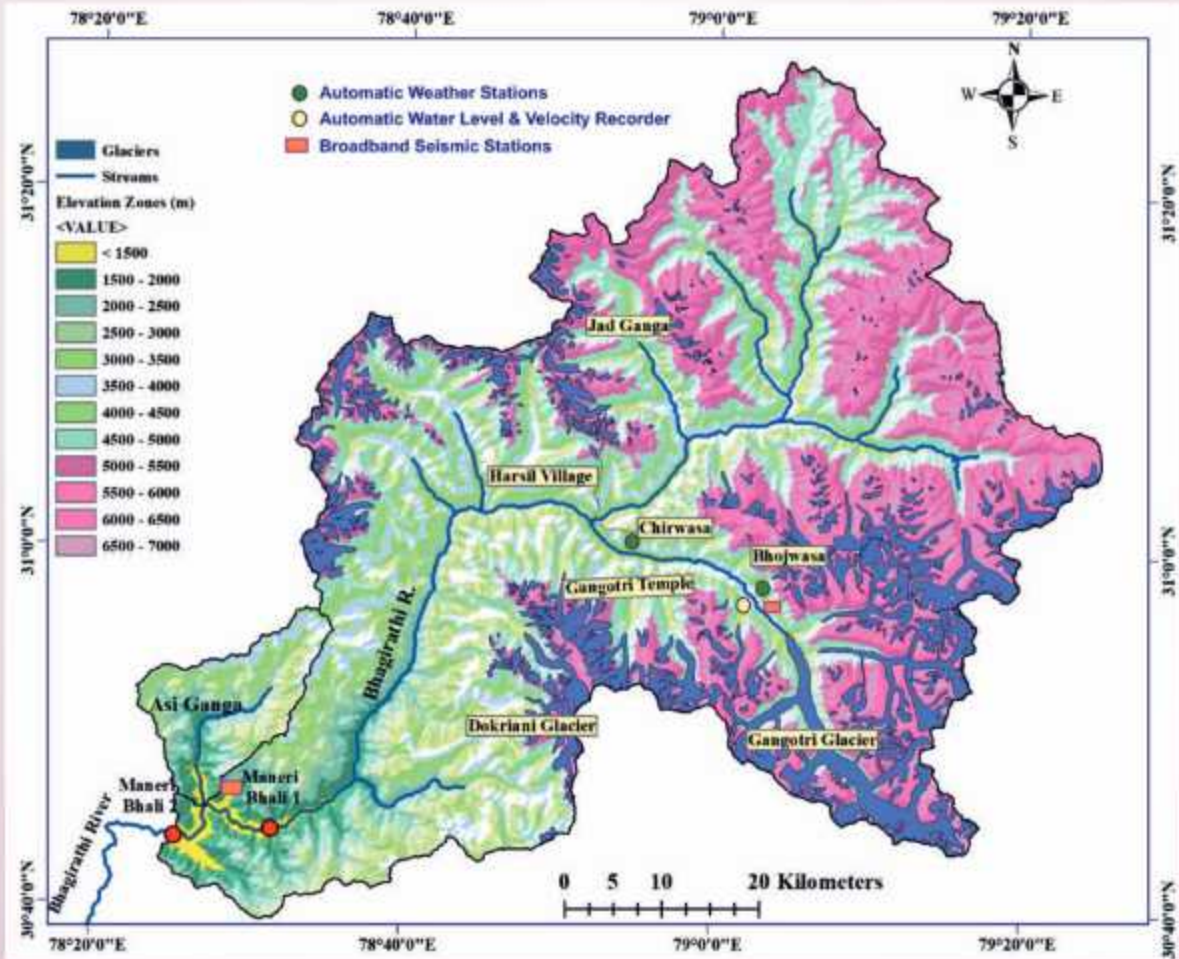 78°20'0"E
78°40'0"E
79°0'0"E
79°20'0"E
N
W
E
S
Automatic Weather Stations
Automatic Water Level & Velocity Recorder
Broadband Seismic Stations
Glaciers
Streams
Elevation Zones (m)
<VALUE>
< 1500
1500 - 2000
2000 - 2500
2500 - 3000
3000 - 3500
3500 - 4000
4000 - 4500
4500 - 5000
5000 - 5500
5500 - 6000
6000 - 6500
6500 - 7000
31°20'0"N
31°20'0"N
Jad Ganga
Harsil Village
Chirwasa
Bhojwasa
Gangotri Temple
31°0'0"N
31°0'0"N
Bhagirathi R.
Asi Ganga
Dokriani Glacier
Gangotri Glacier
Maneri
Bhali 2
Maneri
Bhali 1
Bhagirathi River
0 5 10 20 Kilometers
30°40'0"N
30°40'0"N
78°20'0"E
78°40'0"E
79°0'0"E
79°20'0"E